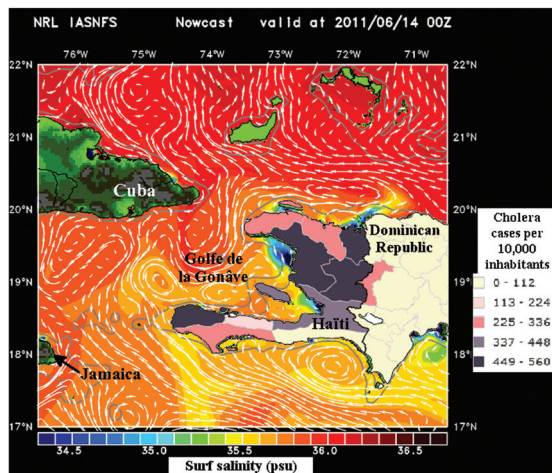 NRL IASNFS Nowcast valid at 2011/06/14 00Z
76°W 75°W 74°W 73°W 72°W 71°W
22°N 22°N
21°N 21°N
Cuba
20°N 20°N
Dominican
Republic
Golfe de
la Gonâve
19°N 19°N
Haïti
18°N 18°N
Jamaica
17°N 17°N
34.5 35.0 35.5 36.0 36.5
Surf salinity (psu)
Cholera
cases per
10,000
inhabitants
0 - 112
113 - 224
225 - 336
337 - 448
449 - 560